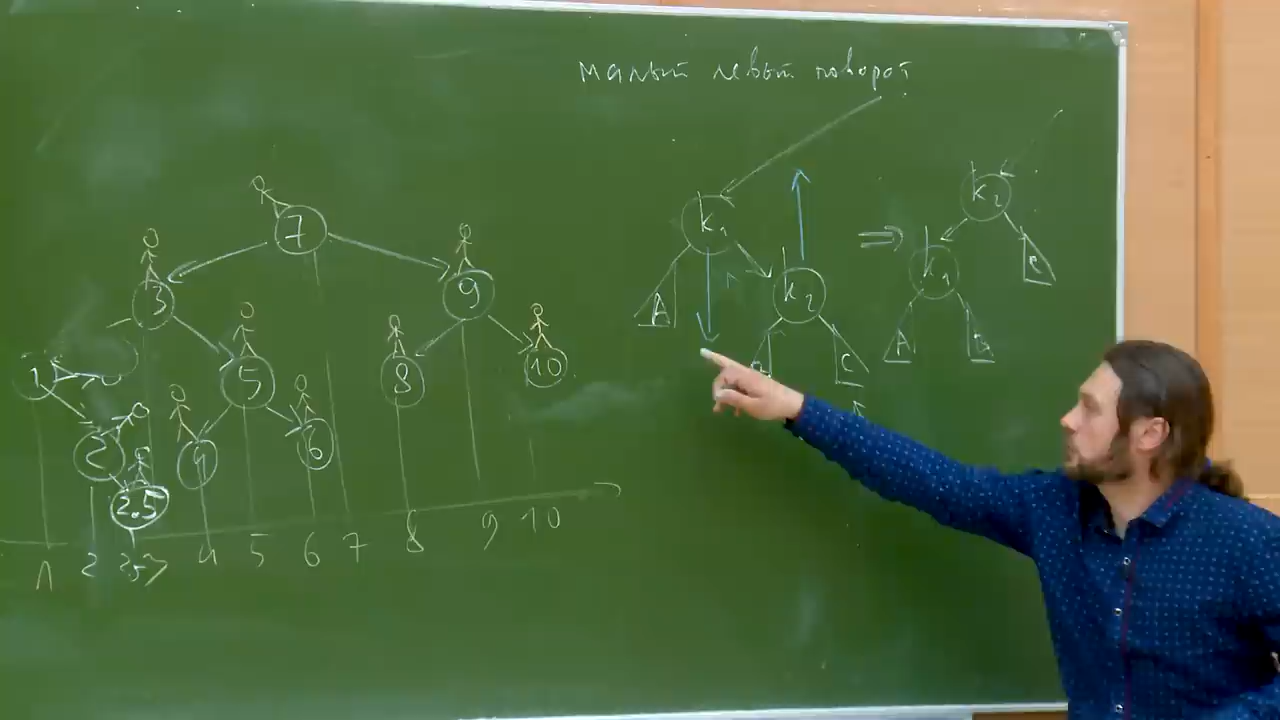 малый левый поворот
7
3 9
1 5 8 10
2 4 6
2.5
1 2 2.5 3 4 5 6 7 8 9 10
k₁
A k₂
B C
⇒
k₂
k₁ C
A B